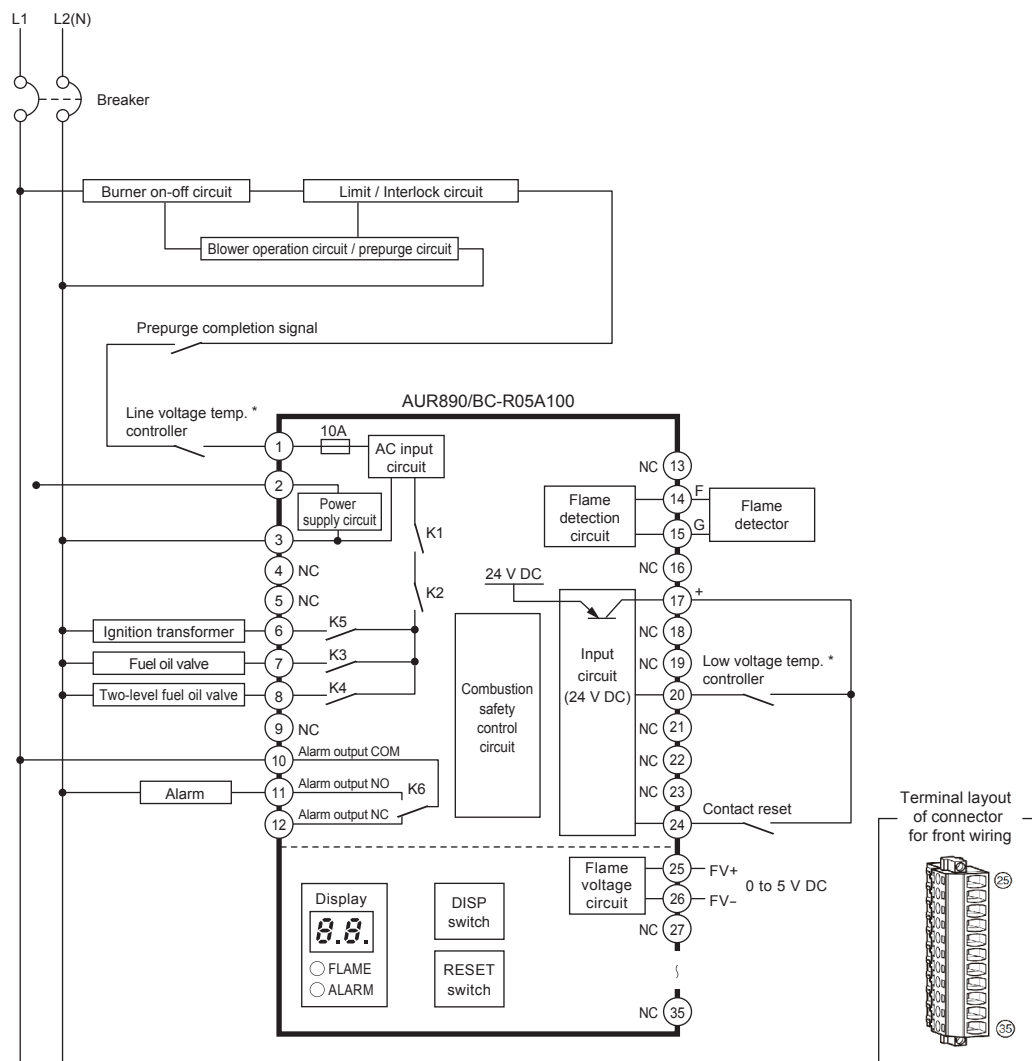 L1 L2(N)
Breaker
Burner on-off circuit
Limit / Interlock circuit
Blower operation circuit / prepurge circuit
Prepurge completion signal
Line voltage temp. *
controller
AUR890/BC-R05A100
1
10A
AC input
circuit
2
Power
supply circuit
3
K1
4 NC
K2
5 NC
Ignition transformer
6
K5
Fuel oil valve
7
K3
Two-level fuel oil valve
8
K4
9 NC
10 Alarm output COM
Alarm
11 Alarm output NO
K6
12 Alarm output NC
Combustion
safety
control
circuit
NC 13
Flame
detection
circuit
14 F
15 G
Flame
detector
NC 16
24 V DC
17 +
Input
circuit
(24 V DC)
NC 18
NC 19
Low voltage temp. *
controller
20
NC 21
NC 22
NC 23
24
Contact reset
Flame
voltage
circuit
25 FV+
26 FV−
0 to 5 V DC
NC 27
NC 35
Display
8.8.
FLAME
ALARM
DISP
switch
RESET
switch
Terminal layout
of connector
for front wiring
25
35